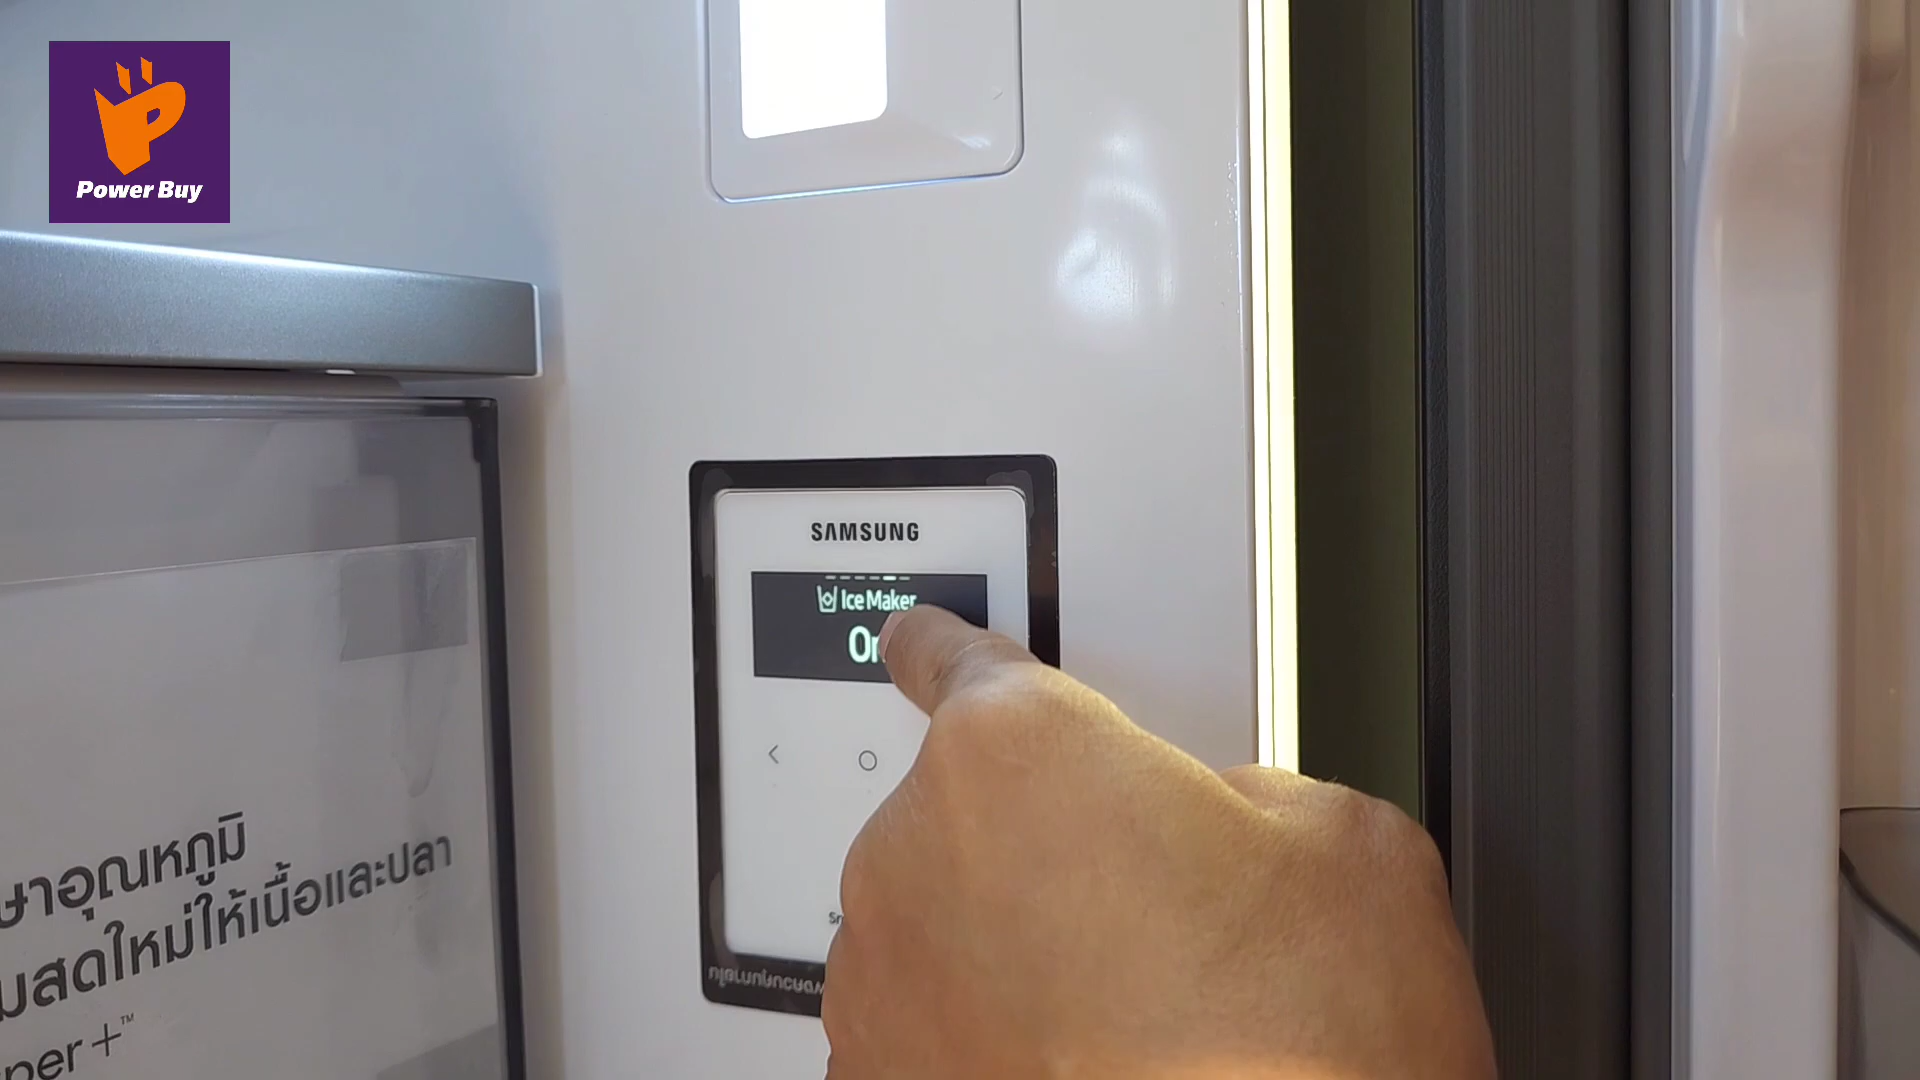 Power Buy
SAMSUNG
Ice Maker
On
ษาอุณหภูมิ
มสดใหม่ให้เนื้อและปลา
per +™